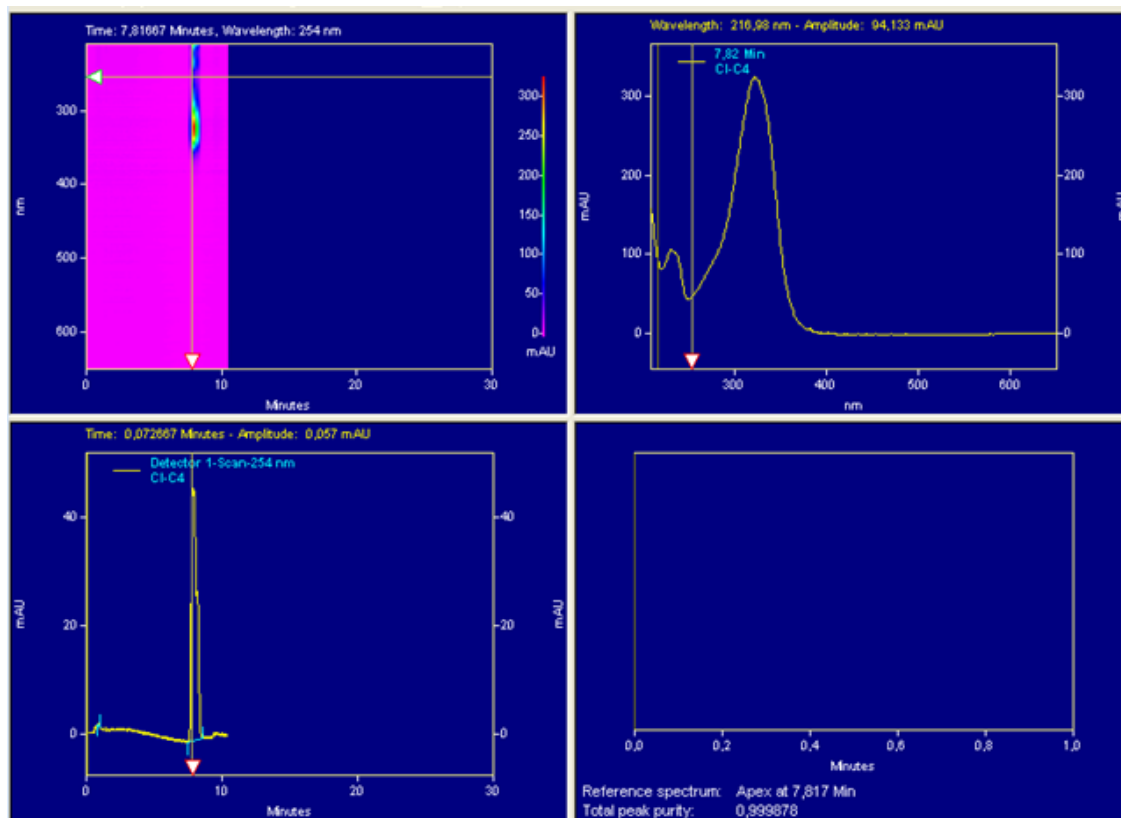 Time: 7,81667 Minutes, Wavelength: 254 nm
300
400
500
600
nm
0
10
20
30
Minutes
300
250
200
150
100
50
0
mAU
Wavelength: 216,98 nm - Amplitude: 94,133 mAU
7,82 Min
Cl-C4
300
200
100
0
mAU
300
200
100
0
mAU
300
400
500
600
nm
Time: 0,072667 Minutes - Amplitude: 0,057 mAU
Detector 1-Scan-254 nm
Cl-C4
40
20
0
mAU
40
20
0
mAU
0
10
20
30
Minutes
0,0
0,2
0,4
0,6
0,8
1,0
Minutes
Reference spectrum: Apex at 7,817 Min
Total peak purity: 0,999878